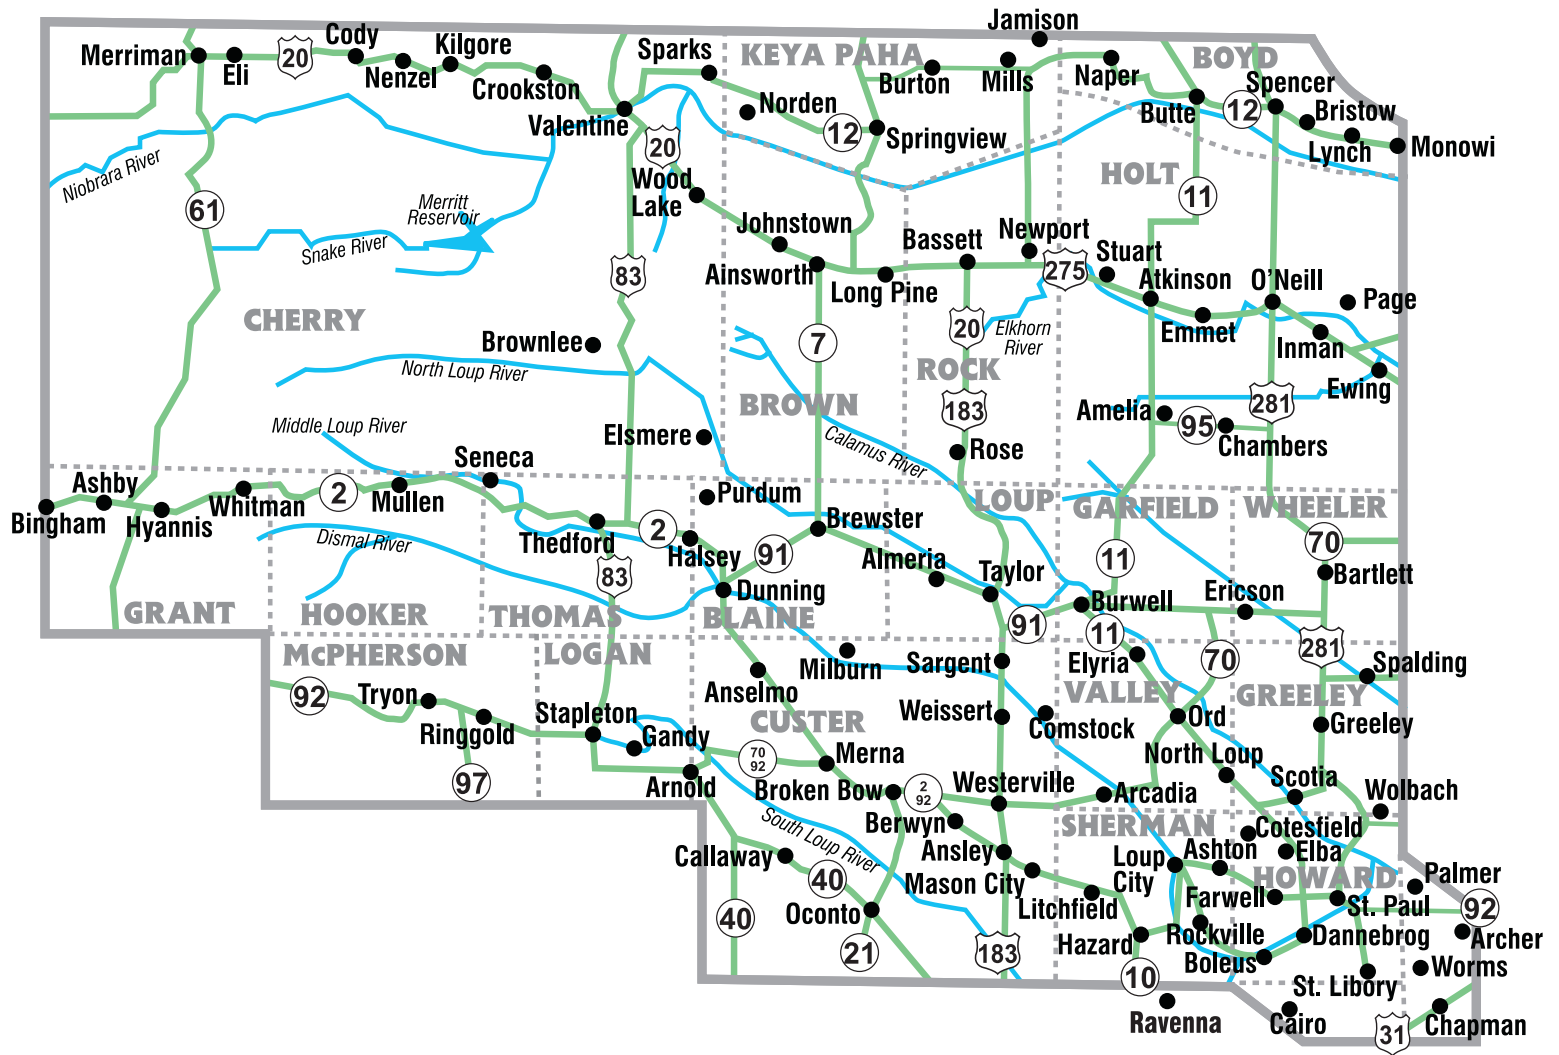 Jamison
Merriman
Eli
20
Cody
Nenzel
Kilgore
Crookston
Sparks
KEYA PAHA
Burton
Mills
Naper
BOYD
Spencer
Valentine
Norden
12
Springview
Butte
12
Bristow
Lynch
Monowi
Niobrara River
61
20
Wood
Lake
HOLT
11
Merritt
Reservoir
Snake River
Johnstown
Ainsworth
Bassett
Long Pine
Newport
275
Stuart
Atkinson
O'Neill
Page
83
CHERRY
Brownlee
7
20
Elkhorn
River
Emmet
Inman
Ewing
North Loup River
ROCK
BROWN
183
281
Middle Loup River
Elsmere
Calamus River
Rose
Amelia
95
Chambers
Seneca
Ashby
Bingham
Hyannis
Whitman
2
Mullen
Purdum
LOUP
GARFIELD
WHEELER
Dismal River
Thedford
2
Halsey
91
Brewster
Almeria
Taylor
11
70
Bartlett
83
Dunning
Ericson
Burwell
GRANT
HOOKER
THOMAS
BLAINE
91
11
281
McPHERSON
LOGAN
Milburn
Sargent
Elyria
70
Spalding
92
Tryon
Ringgold
Anselmo
VALLEY
GREELEY
Stapleton
Gandy
CUSTER
Weissert
Comstock
Ord
Greeley
97
Arnold
70
92
Merna
North Loup
Broken Bow
2
92
Westerville
Arcadia
Scotia
Wolbach
South Loup River
Berwyn
SHERMAN
Cotesfield
Callaway
Ansley
Loup
City
Ashton
Elba
40
Mason City
HOWARD
Palmer
Litchfield
Farwell
St. Paul
92
40
Oconto
Hazard
Rockville
Dannebrog
Archer
21
183
10
Boleus
Worms
St. Libory
Ravenna
Cairo
31
Chapman